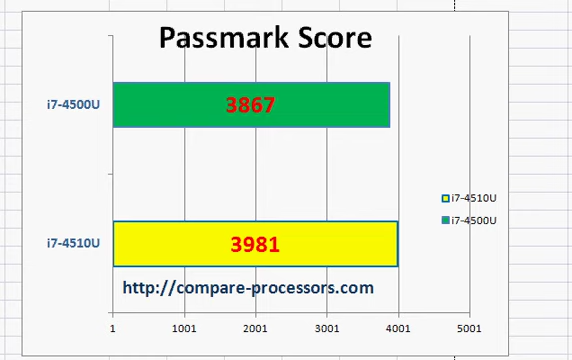 Passmark Score
i7-4500U
3867
i7-4510U
i7-4500U
i7-4510U
3981
http://compare-processors.com
1
1001
2001
3001
4001
5001